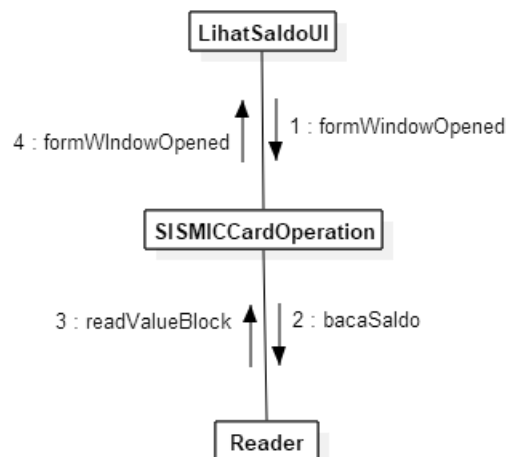 LihatSaldoUI
1 : formWindowOpened
4 : formWIndowOpened
SISMICCardOperation
3 : readValueBlock
2 : bacaSaldo
Reader